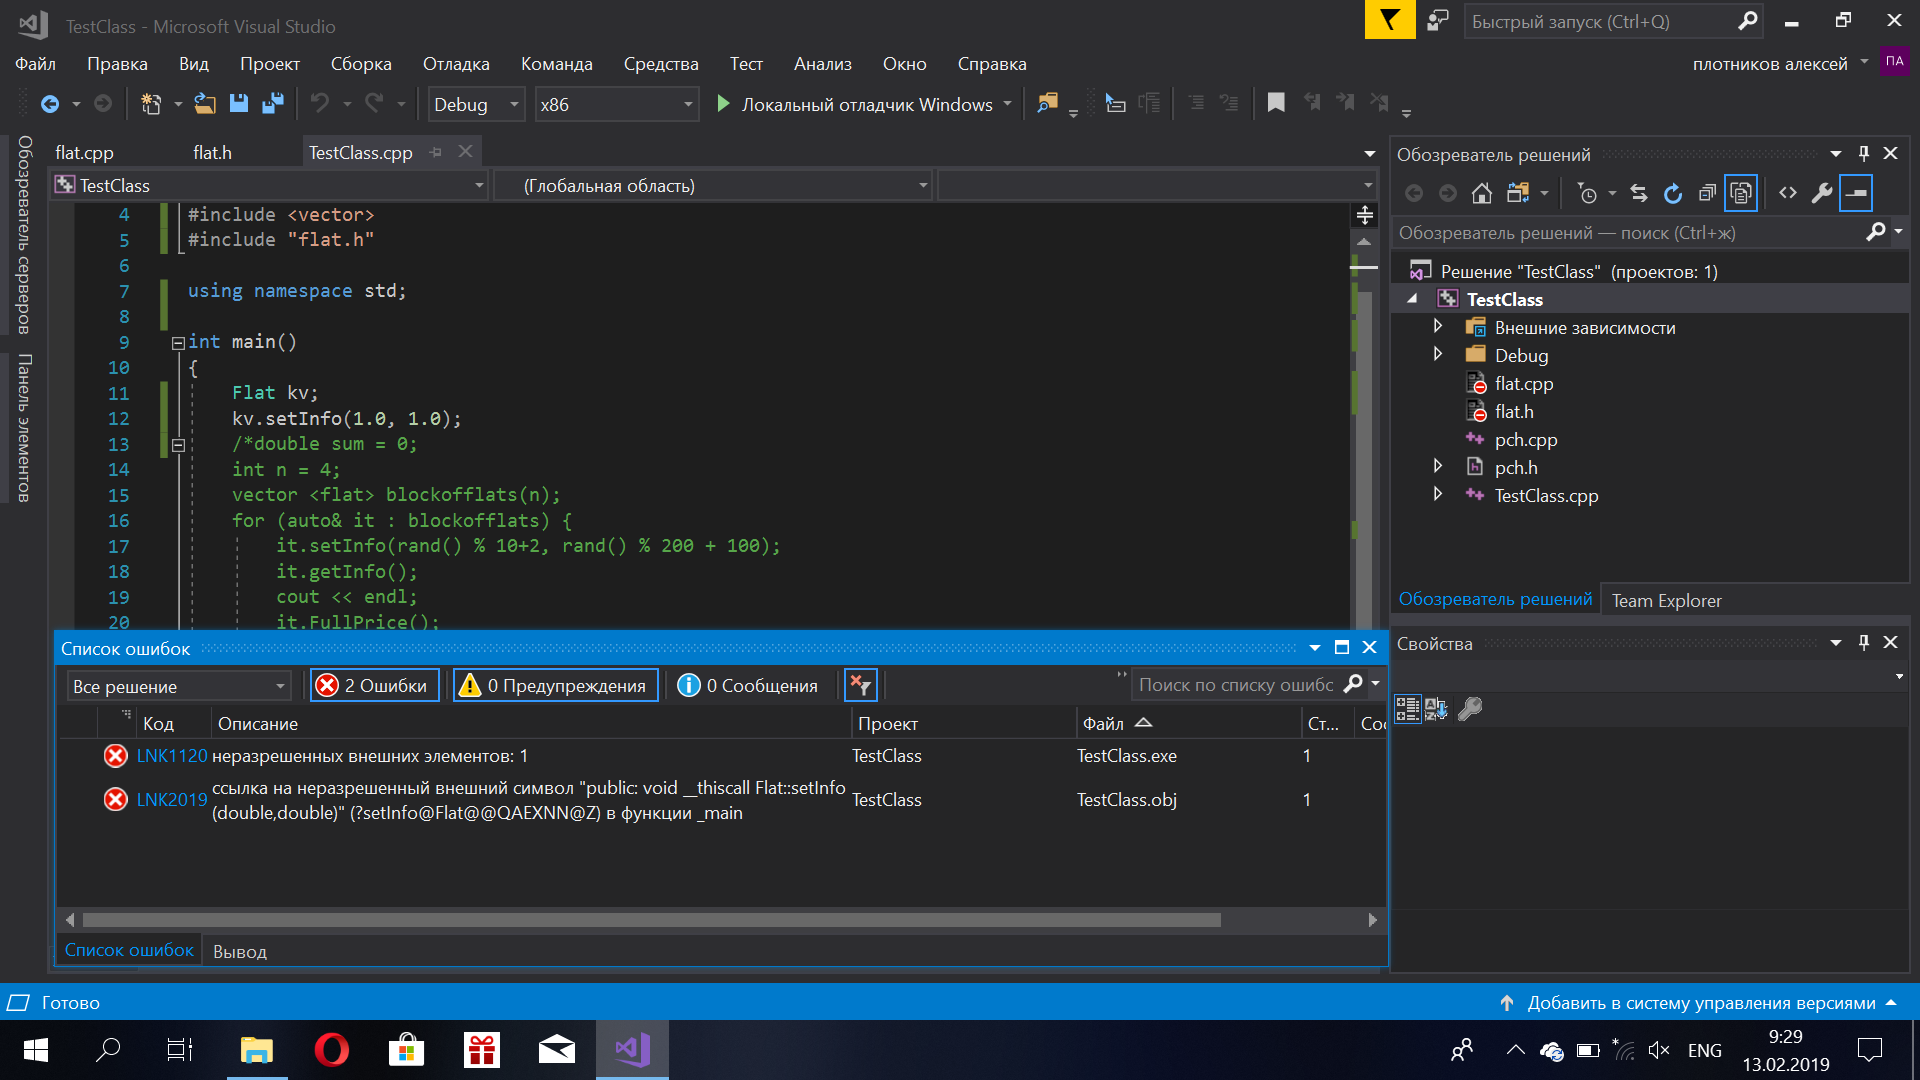 TestClass - Microsoft Visual Studio
Быстрый запуск (Ctrl+Q)
Файл Правка Вид Проект Сборка Отладка Команда Средства Тест Анализ Окно Справка
плотников алексей ПА
Debug x86 Локальный отладчик Windows
Обозреватель серверов
Панель элементов
flat.cpp flat.h TestClass.cpp
TestClass (Глобальная область)
4 #include <vector>
5 #include "flat.h"
6
7 using namespace std;
8
9 int main()
10 {
11 Flat kv;
12 kv.setInfo(1.0, 1.0);
13 /*double sum = 0;
14 int n = 4;
15 vector <flat> blockofflats(n);
16 for (auto& it : blockofflats) {
17 it.setInfo(rand() % 10+2, rand() % 200 + 100);
18 it.getInfo();
19 cout << endl;
20 it.FullPrice();
Обозреватель решений
Обозреватель решений — поиск (Ctrl+ж)
Решение "TestClass" (проектов: 1)
TestClass
Внешние зависимости
Debug
flat.cpp
flat.h
pch.cpp
pch.h
TestClass.cpp
Обозреватель решений Team Explorer
Свойства
Список ошибок
Все решение 2 Ошибки 0 Предупреждения 0 Сообщения Поиск по списку ошибс
Код Описание Проект Файл Ст... Сос
LNK1120 неразрешенных внешних элементов: 1 TestClass TestClass.exe 1
LNK2019 ссылка на неразрешенный внешний символ "public: void __thiscall Flat::setInfo
(double,double)" (?setInfo@Flat@@QAEXNN@Z) в функции _main TestClass TestClass.obj 1
Список ошибок Вывод
Готово
Добавить в систему управления версиями
ENG
9:29
13.02.2019